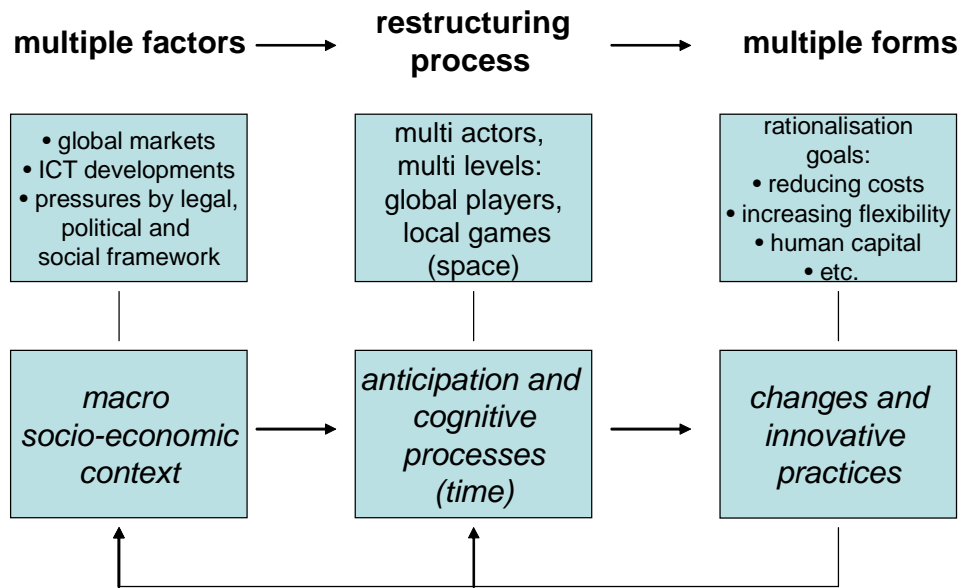 multiple factors
restructuring
process
multiple forms
• global markets
• ICT developments
• pressures by legal,
political and
social framework
multi actors,
multi levels:
global players,
local games
(space)
rationalisation
goals:
• reducing costs
• increasing flexibility
• human capital
• etc.
macro
socio-economic
context
anticipation and
cognitive
processes
(time)
changes and
innovative
practices